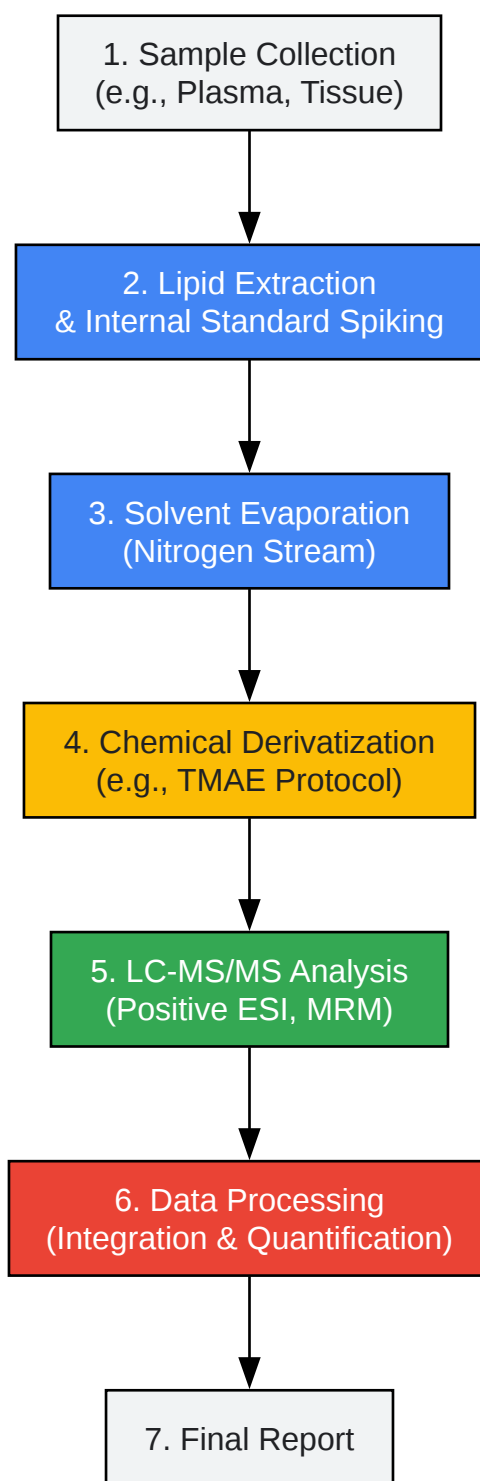 1. Sample Collection
(e.g., Plasma, Tissue)
2. Lipid Extraction
& Internal Standard Spiking
3. Solvent Evaporation
(Nitrogen Stream)
4. Chemical Derivatization
(e.g., TMAE Protocol)
5. LC-MS/MS Analysis
(Positive ESI, MRM)
6. Data Processing
(Integration & Quantification)
7. Final Report